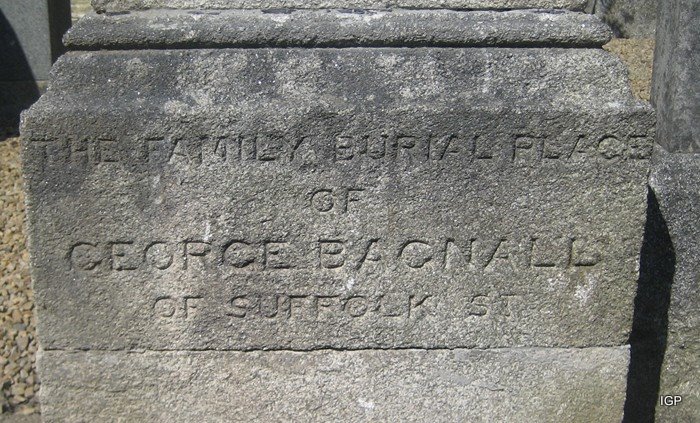 THE FAMILY BURIAL PLACE
OF
GEORGE BAGNALL
OF SUFFOLK ST
IGP